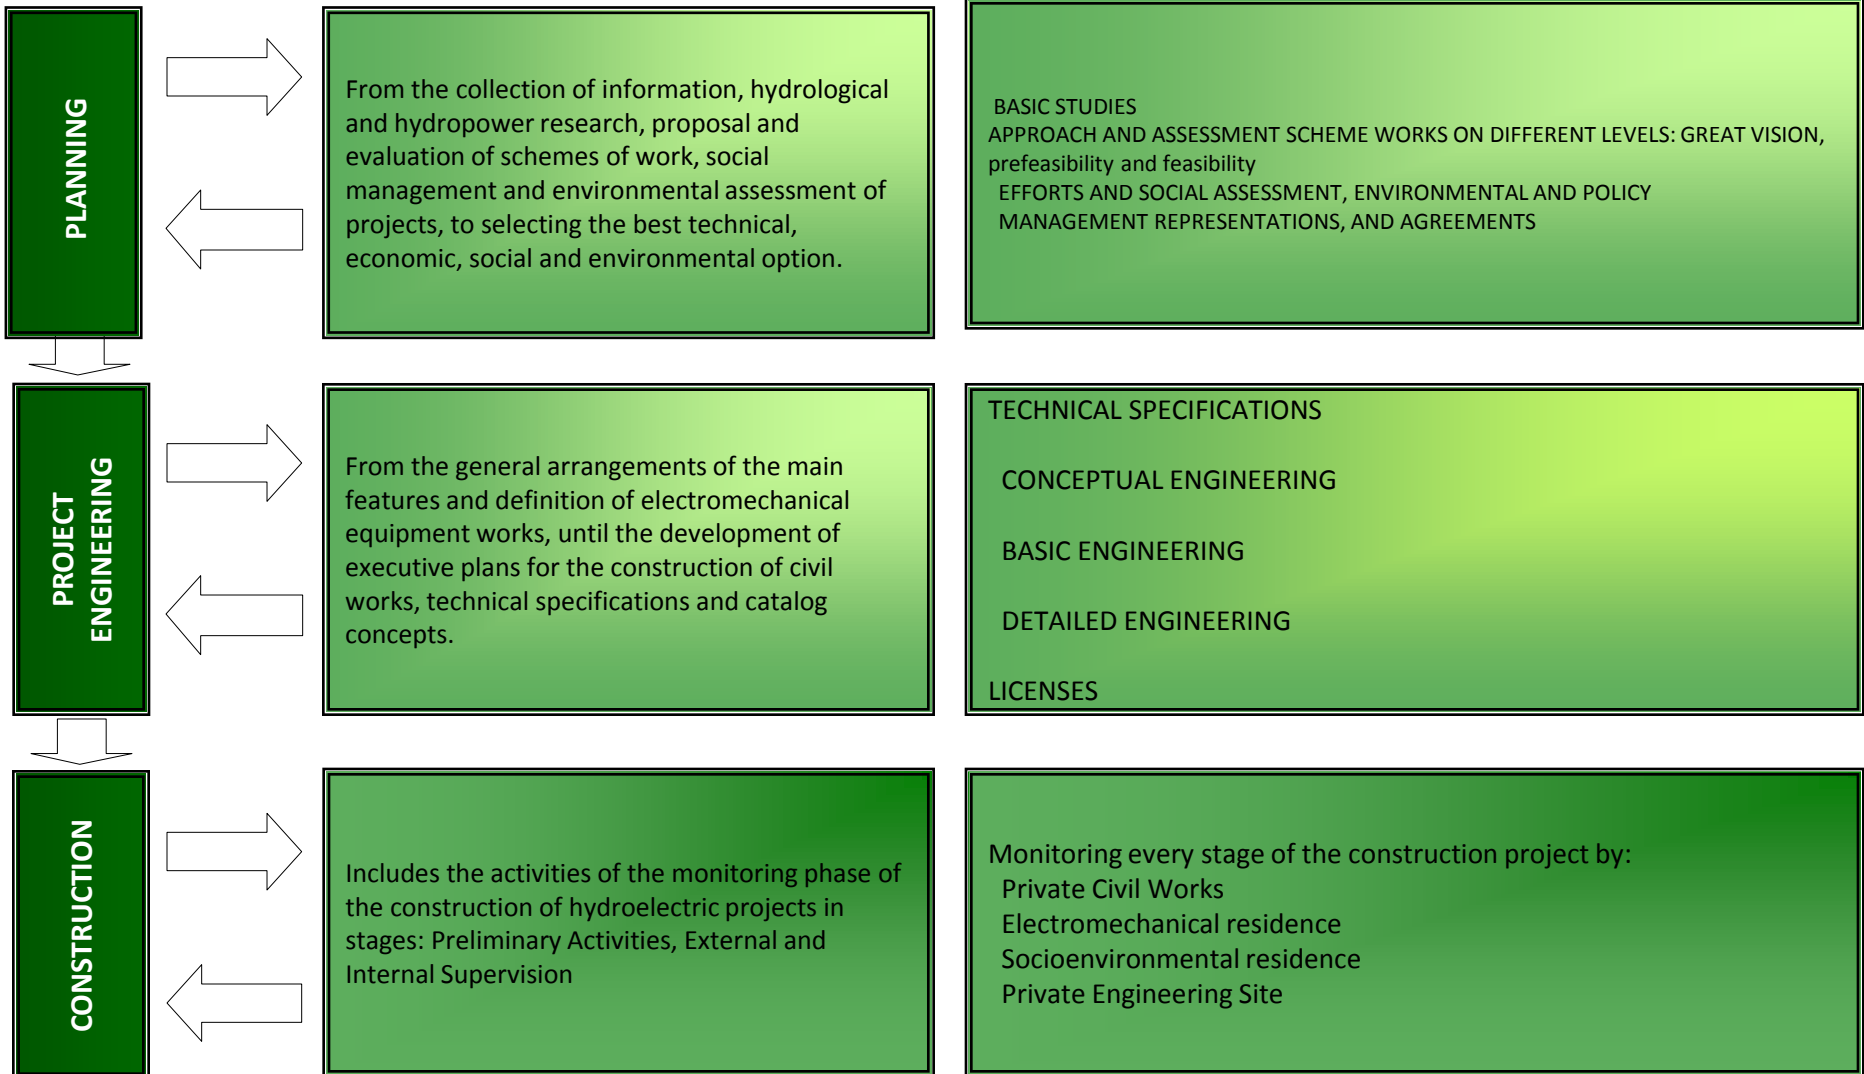 PLANNING
From the collection of information, hydrological
and hydropower research, proposal and
evaluation of schemes of work, social
management and environmental assessment of
projects, to selecting the best technical,
economic, social and environmental option.
BASIC STUDIES
APPROACH AND ASSESSMENT SCHEME WORKS ON DIFFERENT LEVELS: GREAT VISION,
prefeasibility and feasibility
EFFORTS AND SOCIAL ASSESSMENT, ENVIRONMENTAL AND POLICY
MANAGEMENT REPRESENTATIONS, AND AGREEMENTS
PROJECT
ENGINEERING
From the general arrangements of the main
features and definition of electromechanical
equipment works, until the development of
executive plans for the construction of civil
works, technical specifications and catalog
concepts.
TECHNICAL SPECIFICATIONS
CONCEPTUAL ENGINEERING
BASIC ENGINEERING
DETAILED ENGINEERING
LICENSES
CONSTRUCTION
Includes the activities of the monitoring phase of
the construction of hydroelectric projects in
stages: Preliminary Activities, External and
Internal Supervision
Monitoring every stage of the construction project by:
Private Civil Works
Electromechanical residence
Socioenvironmental residence
Private Engineering Site